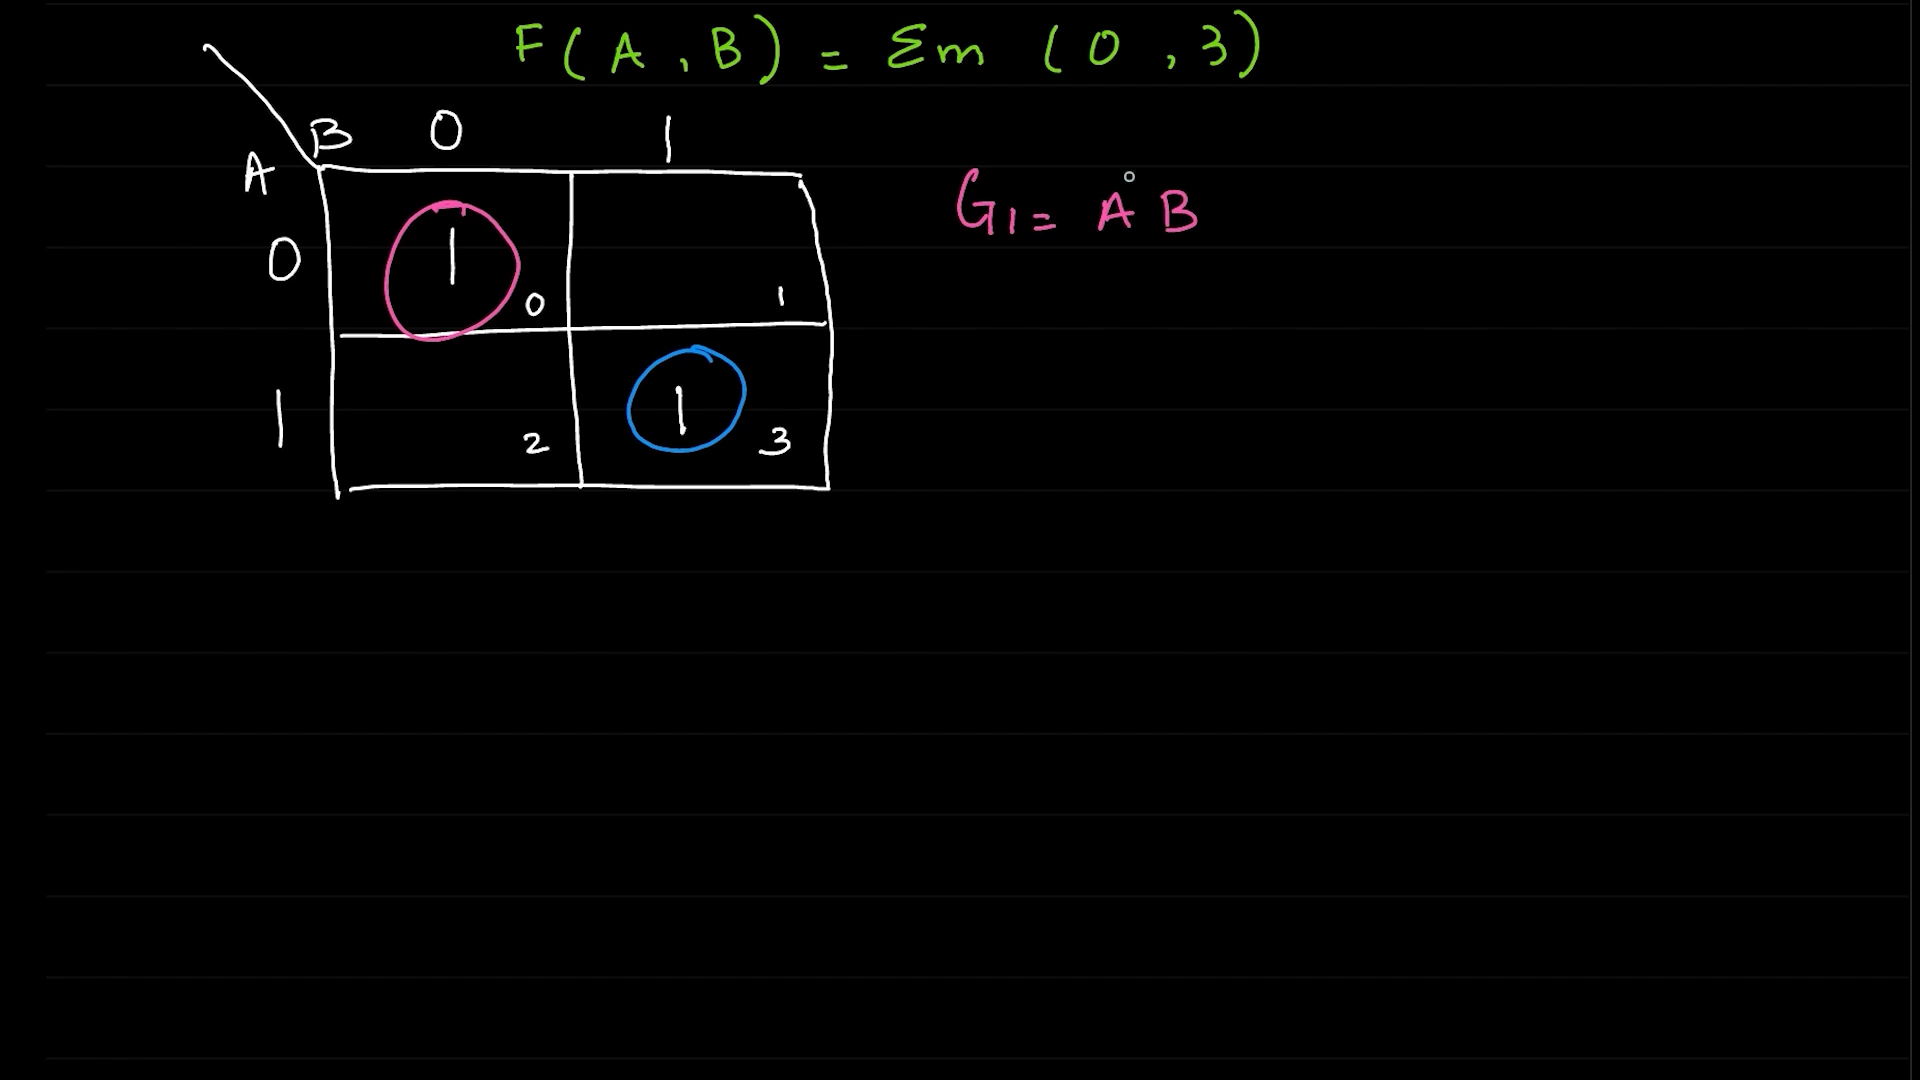 F(A,B) = Σm (0,3)
B 0 1
A
G1 = A B
0 1 0 1
1 2 1 3